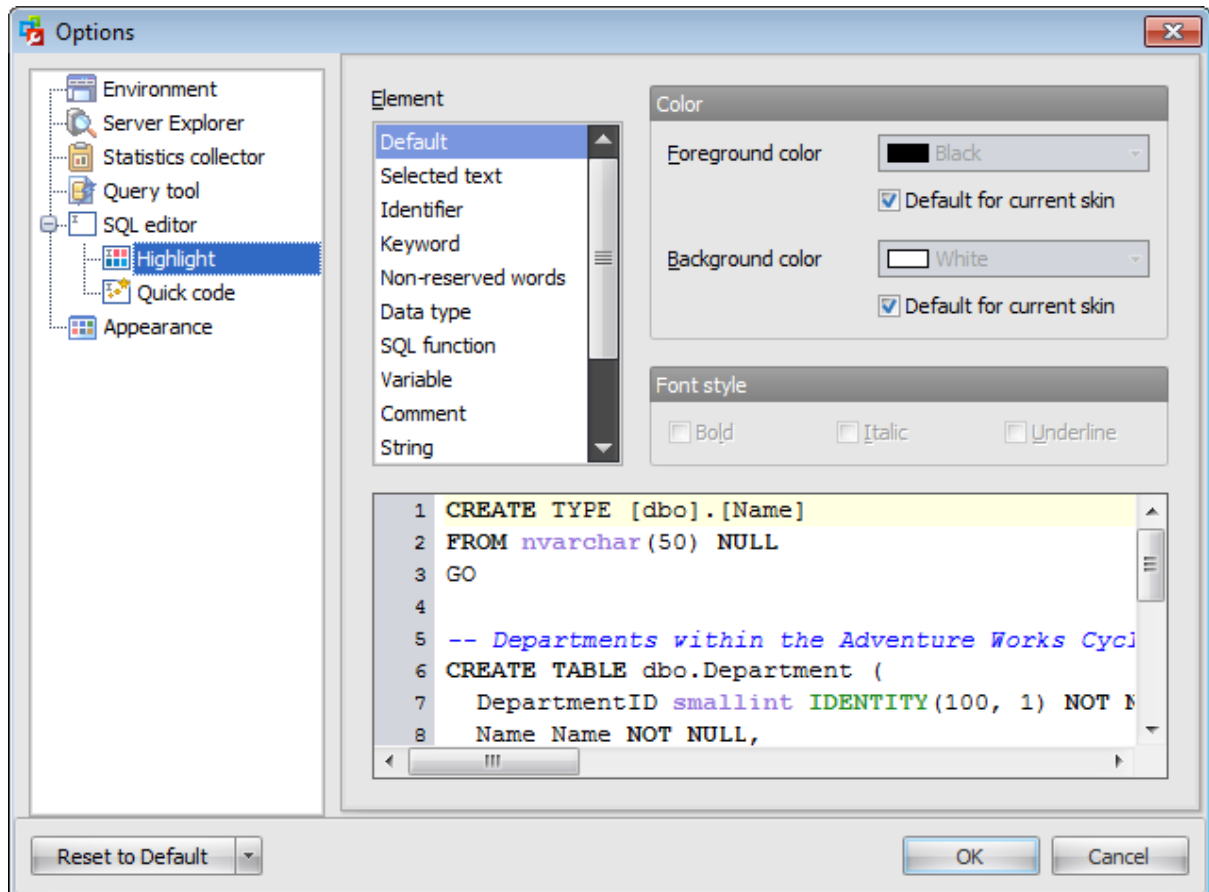 Options
Environment
Server Explorer
Statistics collector
Query tool
SQL editor
Highlight
Quick code
Appearance
Element
Default
Selected text
Identifier
Keyword
Non-reserved words
Data type
SQL function
Variable
Comment
String
Color
Foreground color
Black
Default for current skin
Background color
White
Default for current skin
Font style
Bold
Italic
Underline
1 CREATE TYPE [dbo].[Name]
2 FROM nvarchar(50) NULL
3 GO
4
5 -- Departments within the Adventure Works Cycl
6 CREATE TABLE dbo.Department (
7 DepartmentID smallint IDENTITY(100, 1) NOT N
8 Name Name NOT NULL,
Reset to Default
OK
Cancel